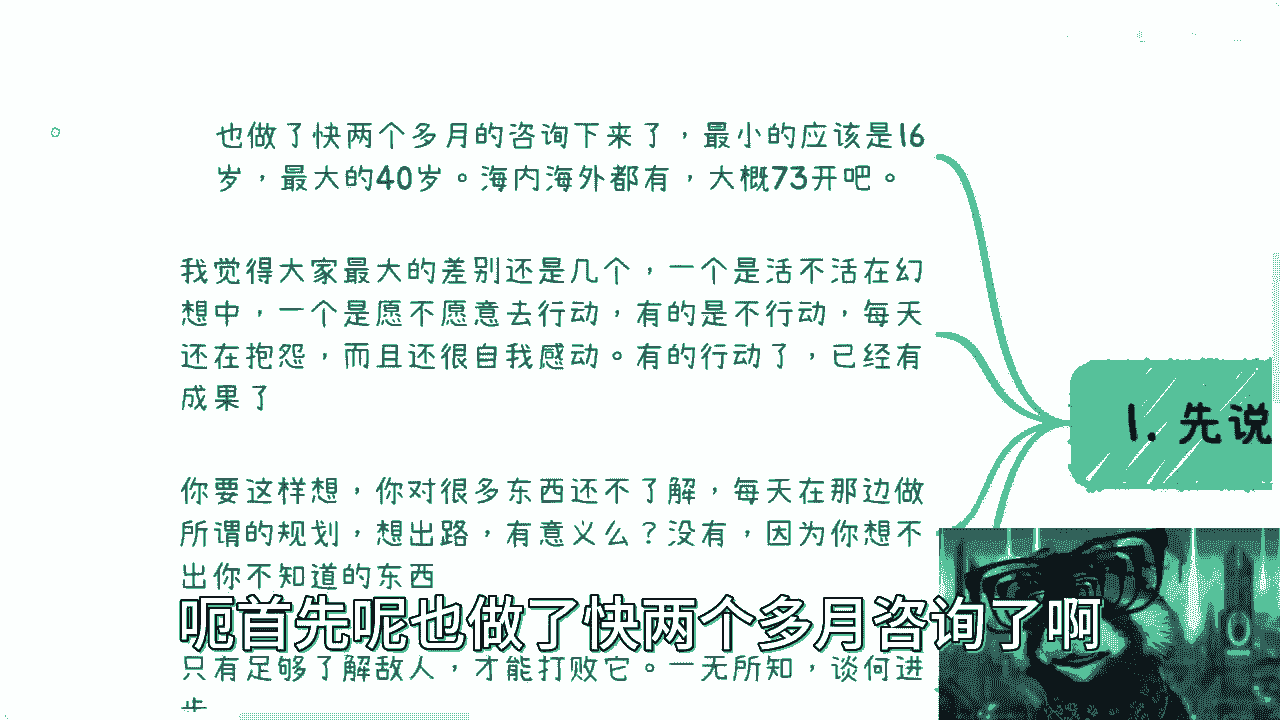 也做了快两个多月的咨询下来了，最小的应该是16
岁，最大的40岁。海内海外都有，大概73开吧。
我觉得大家最大的差别还是几个，一个是活不活在幻
想中，一个是愿不愿意去行动，有的是不行动，每天
还在抱怨，而且还很自我感动。有的行动了，已经有
成果了
你要这样想，你对很多东西还不了解，每天在那边做
所谓的规划，想出路，有意义么？没有，因为你想不
出你不知道的东西
只有足够了解敌人，才能打败它。一无所知，谈何进
步
1. 先说
呃首先呢也做了快两个多月咨询了啊